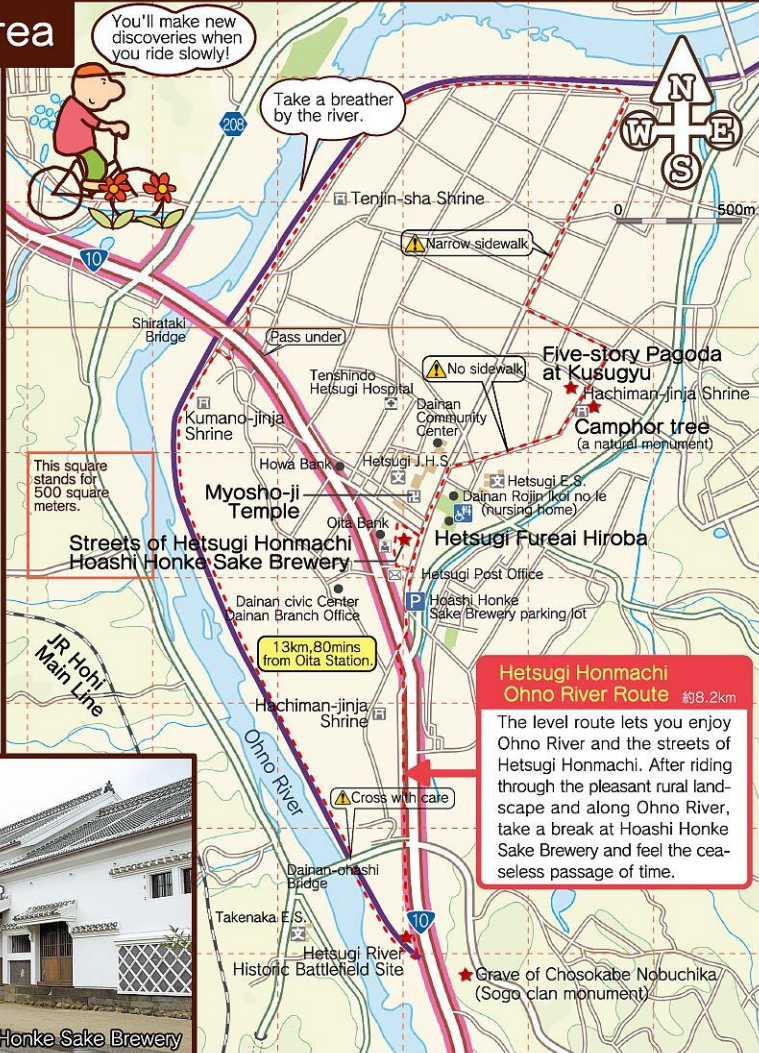 rea
You'll make new
discoveries when
you ride slowly!
Take a breather
by the river.
208
N
W
E
S
0
500m
Tenjin-sha Shrine
Narrow sidewalk
10
Shirataki
Bridge
Pass under
No sidewalk
Five-story Pagoda
at Kusugyu
Hachiman-jinja Shrine
Camphor tree
(a natural monument)
Tenshindo
Hetsugi Hospital
Dainan
Community
Center
Kumano-jinja
Shrine
This square
stands for
500 square
meters.
Howa Bank
Hetsugi J.H.S.
文
Myosho-ji
Temple
卍
文
Hetsugi E.S.
Dainan Rojin Ikoi no Ie
(nursing home)
Oita Bank
Streets of Hetsugi Honmachi
Hoashi Honke Sake Brewery
Hetsugi Fureai Hiroba
Hetsugi Post Office
Dainan civic Center
Dainan Branch Office
P
Hoashi Honke
Sake Brewery parking lot
JR Hohi
Main Line
13km,80mins
from Oita Station.
Hachiman-jinja
Shrine
Hetsugi Honmachi
Ohno River Route 約8.2km
The level route lets you enjoy
Ohno River and the streets of
Hetsugi Honmachi. After riding
through the pleasant rural land-
scape and along Ohno River,
take a break at Hoashi Honke
Sake Brewery and feel the cea-
seless passage of time.
Ohno River
Cross with care
Dainan-ohashi
Bridge
Takenaka E.S.
文
10
Hetsugi River
Historic Battlefield Site
Grave of Chosokabe Nobuchika
(Sogo clan monument)
Honke Sake Brewery